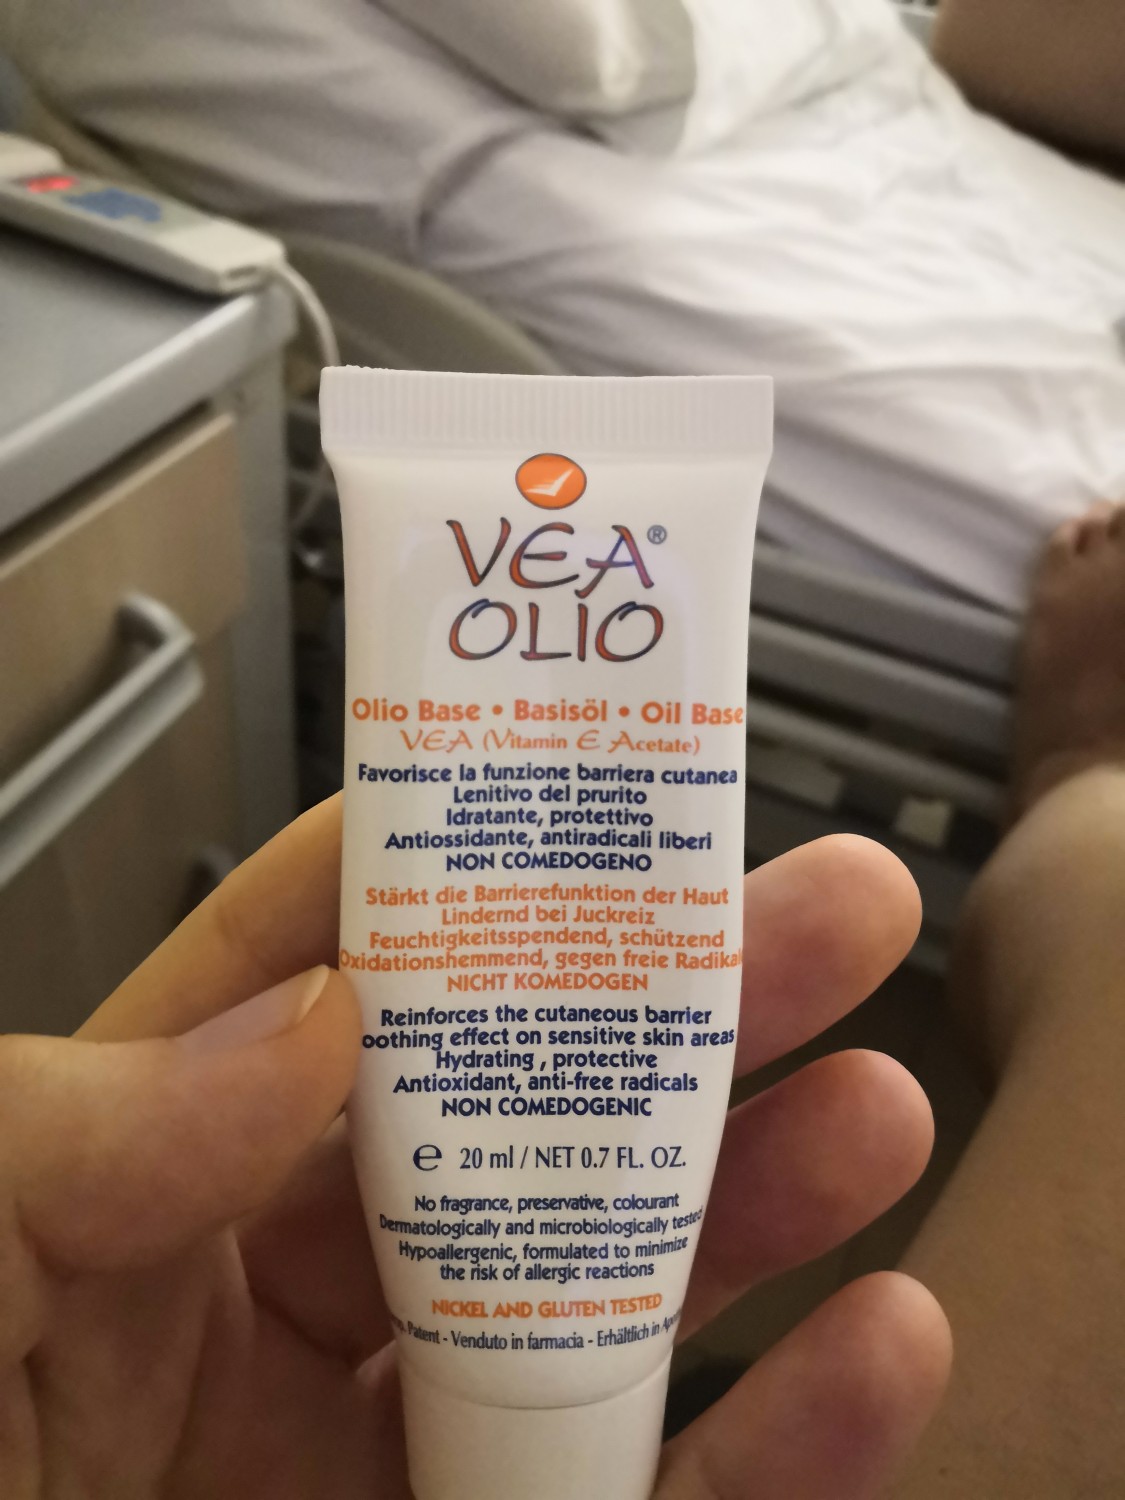 VEA®
OLIO
Olio Base • Basisöl • Oil Base
VEA (Vitamin E Acetate)
Favorisce la funzione barriera cutanea
Lenitivo del prurito
Idratante, protettivo
Antiossidante, antiradicali liberi
NON COMEDOGENO
Stärkt die Barrierefunktion der Haut
Lindernd bei Juckreiz
Feuchtigkeitsspendend, schützend
Oxidationshemmend, gegen freie Radikal
NICHT KOMEDOGEN
Reinforces the cutaneous barrier
oothing effect on sensitive skin areas
Hydrating , protective
Antioxidant, anti-free radicals
NON COMEDOGENIC
℮ 20 ml / NET 0.7 FL. OZ.
No fragrance, preservative, colourant
Dermatologically and microbiologically tested
Hypoallergenic, formulated to minimize
the risk of allergic reactions
NICKEL AND GLUTEN TESTED
Patent - Venduto in farmacia - Erhältlich in